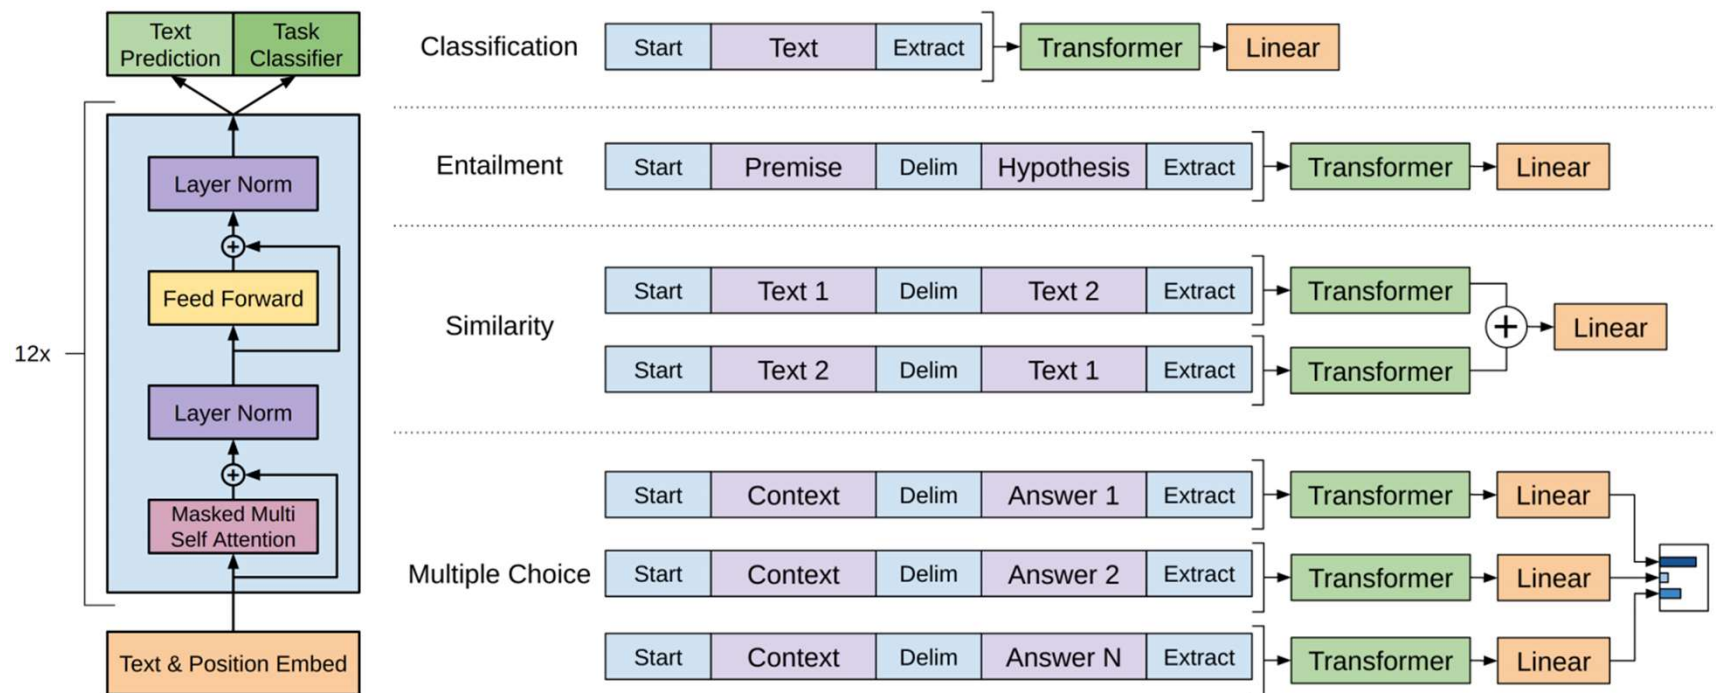 Text
Prediction
Task
Classifier
12x
Layer Norm
Feed Forward
Layer Norm
Masked Multi
Self Attention
Text & Position Embed
Classification Start Text Extract Transformer Linear
Entailment Start Premise Delim Hypothesis Extract Transformer Linear
Similarity
Start Text 1 Delim Text 2 Extract Transformer
Start Text 2 Delim Text 1 Extract Transformer
Linear
Multiple Choice
Start Context Delim Answer 1 Extract Transformer Linear
Start Context Delim Answer 2 Extract Transformer Linear
Start Context Delim Answer N Extract Transformer Linear